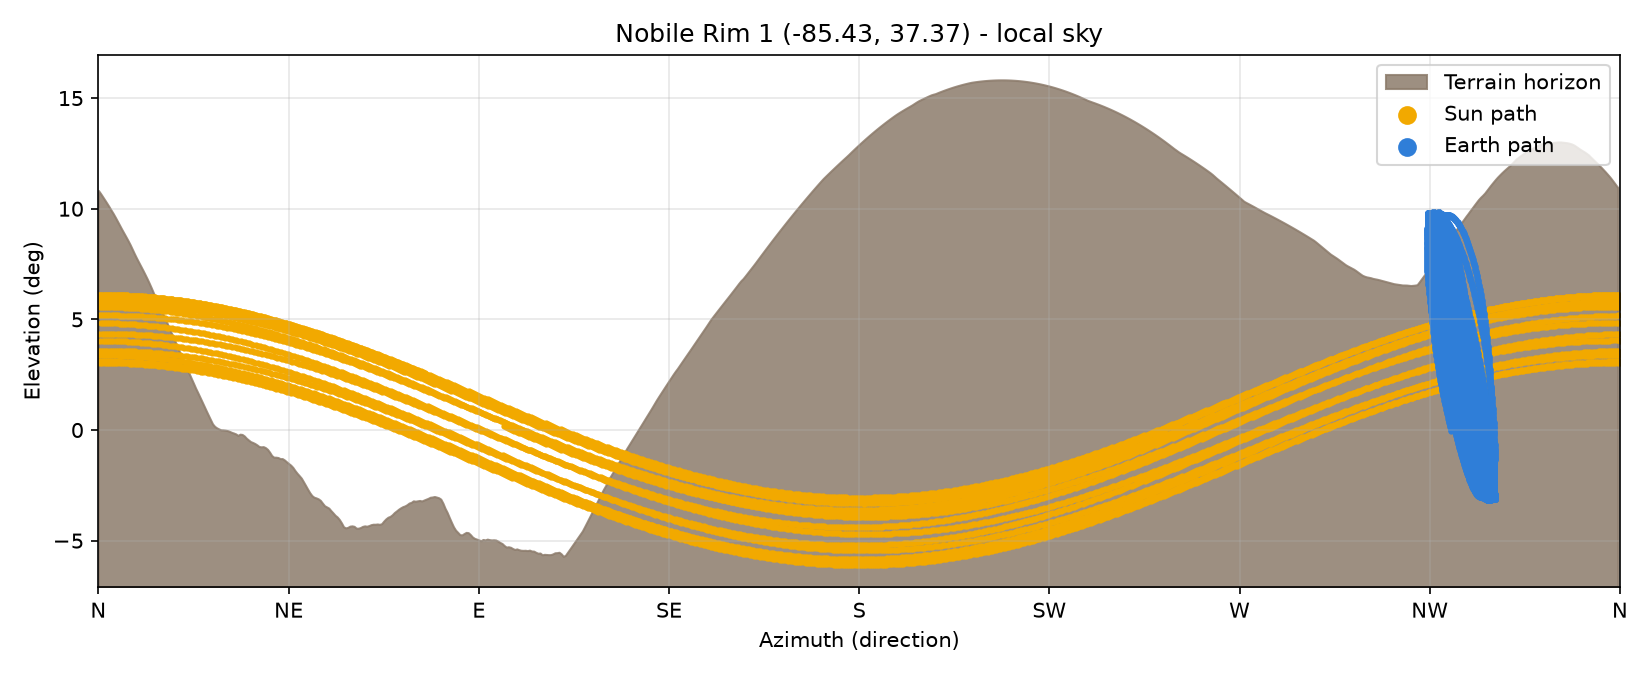 Nobile Rim 1 (-85.43, 37.37) - local sky
Terrain horizon
Sun path
Earth path
Elevation (deg)
15
10
5
0
−5
N NE E SE S SW W NW N
Azimuth (direction)